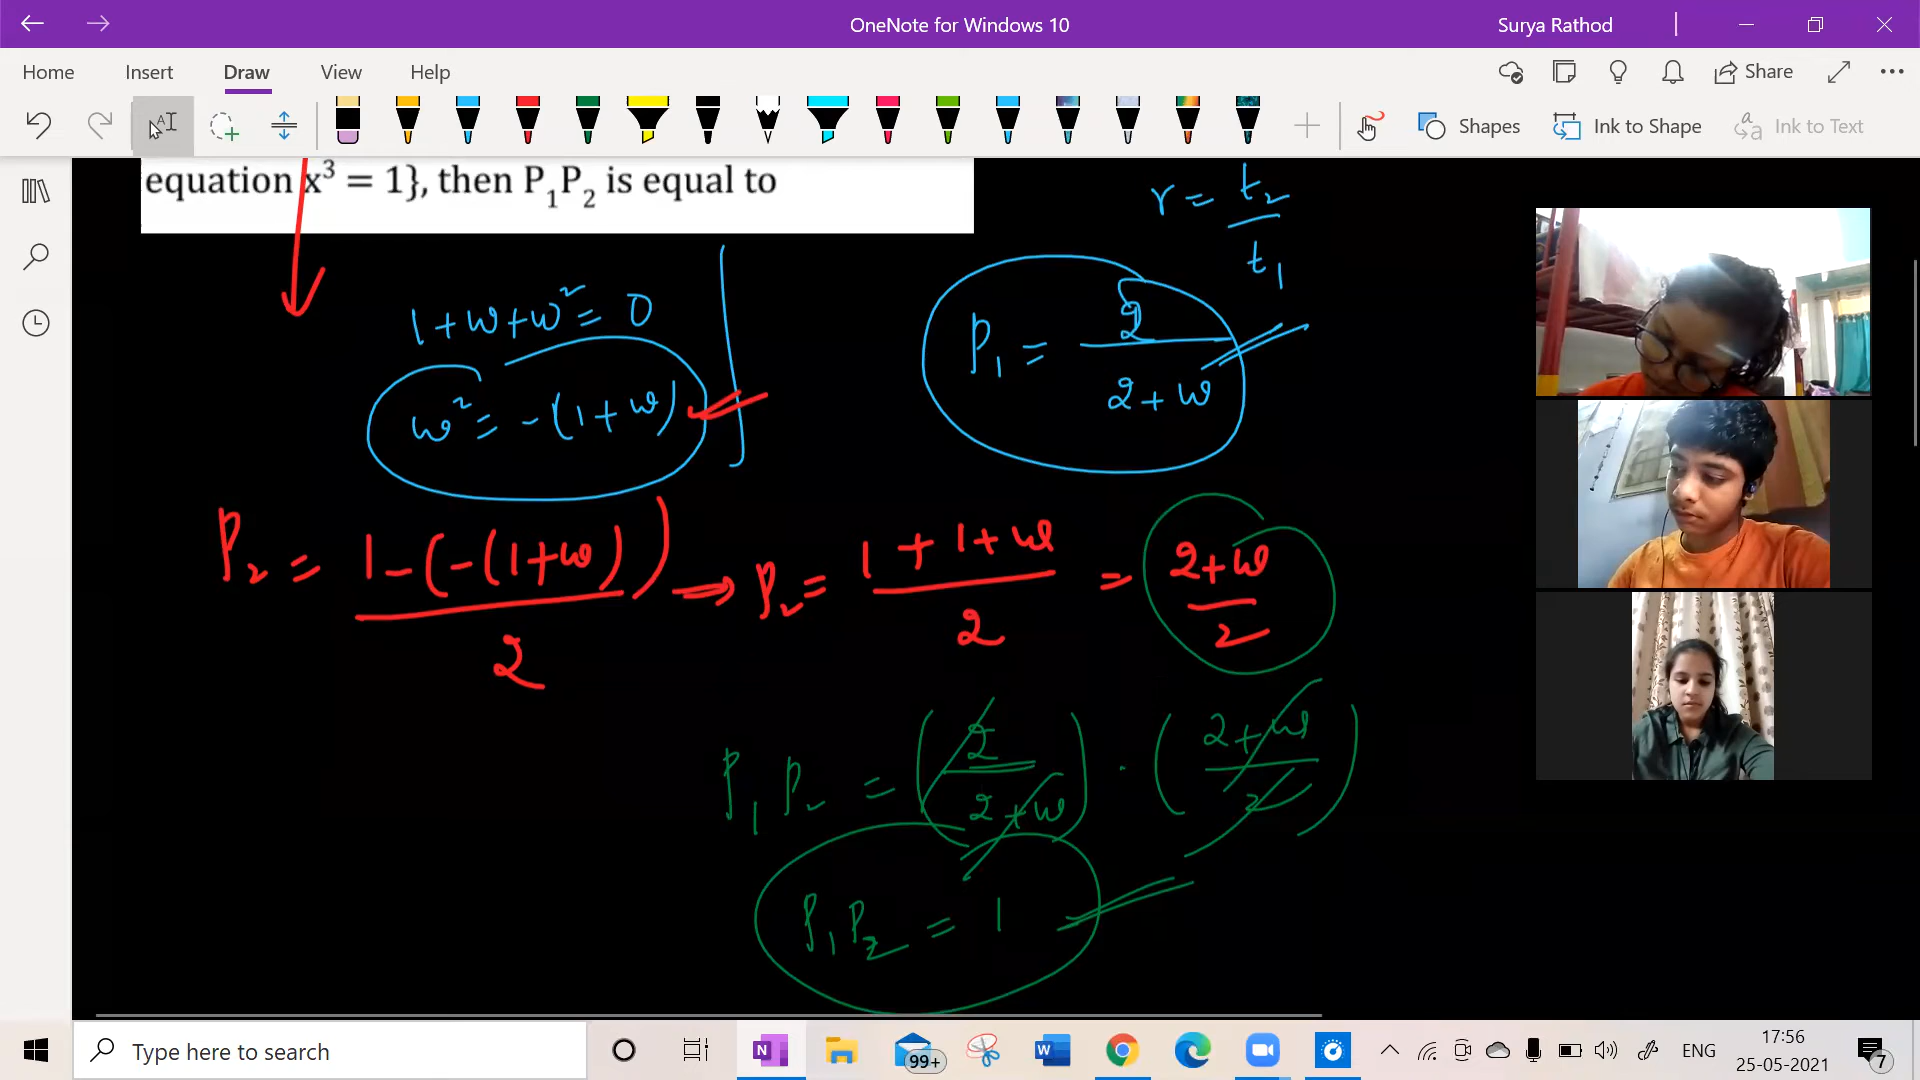 OneNote for Windows 10
Surya Rathod
Home Insert Draw View Help
Share
Shapes Ink to Shape Ink to Text
equation x³ = 1}, then P₁P₂ is equal to
r = t₂/t₁
1+ω+ω² = 0
P₁ = 2/(2+ω)
ω² = -(1+ω)
P₂ = (1-(-(1+ω)))/2 ⇒ P₂ = (1+1+ω)/2 = (2+ω)/2
P₁ P₂ = (2/(2+ω)) · ((2+ω)/2)
P₁P₂ = 1
Type here to search
99+
ENG
17:56
25-05-2021
7